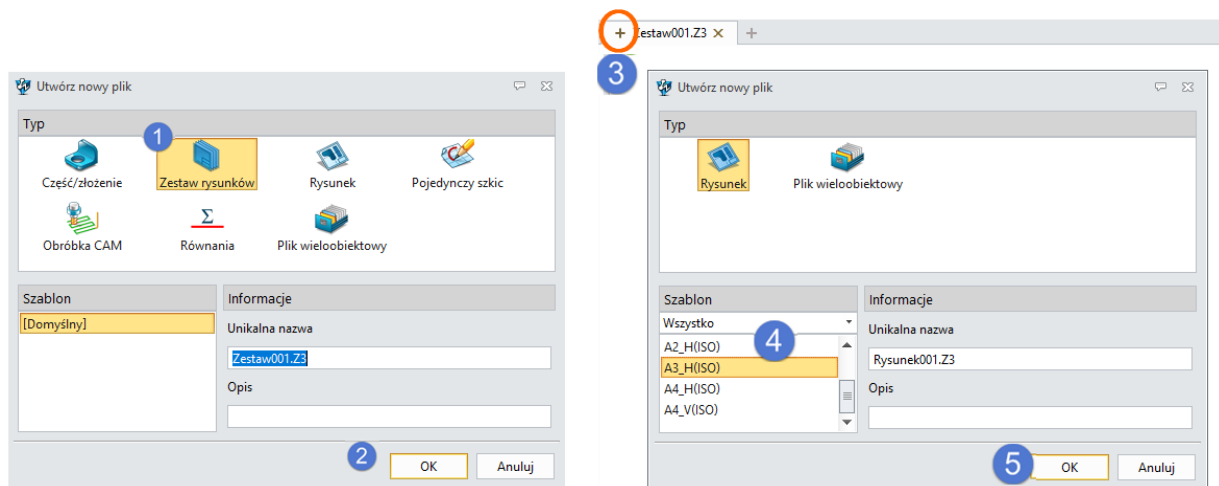 Utwórz nowy plik
Typ
1
Część/złożenie
Zestaw rysunków
Rysunek
Pojedynczy szkic
Obróbka CAM
Σ
Równania
Plik wieloobiektowy
Szablon
Informacje
[Domyślny]
Unikalna nazwa
Zestaw001.Z3
Opis
2
OK
Anuluj
+ Zestaw001.Z3 × +
3
Utwórz nowy plik
Typ
Rysunek
Plik wieloobiektowy
Szablon
Informacje
Wszystko
4
Unikalna nazwa
A2_H(ISO)
A3_H(ISO)
Rysunek001.Z3
A4_H(ISO)
Opis
A4_V(ISO)
5
OK
Anuluj